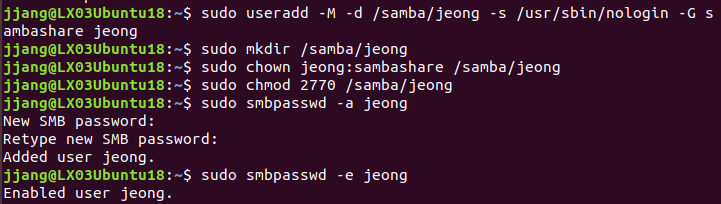 jjang@LX03Ubuntu18:~$ sudo useradd -M -d /samba/jeong -s /usr/sbin/nologin -G s
ambashare jeong
jjang@LX03Ubuntu18:~$ sudo mkdir /samba/jeong
jjang@LX03Ubuntu18:~$ sudo chown jeong:sambashare /samba/jeong
jjang@LX03Ubuntu18:~$ sudo chmod 2770 /samba/jeong
jjang@LX03Ubuntu18:~$ sudo smbpasswd -a jeong
New SMB password:
Retype new SMB password:
Added user jeong.
jjang@LX03Ubuntu18:~$ sudo smbpasswd -e jeong
Enabled user jeong.